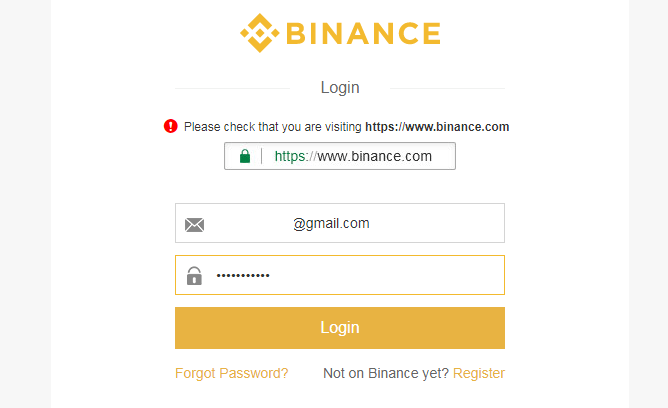 BINANCE
Login
Please check that you are visiting https://www.binance.com
https://www.binance.com
@gmail.com
•••••••••••
Login
Forgot Password? Not on Binance yet? Register